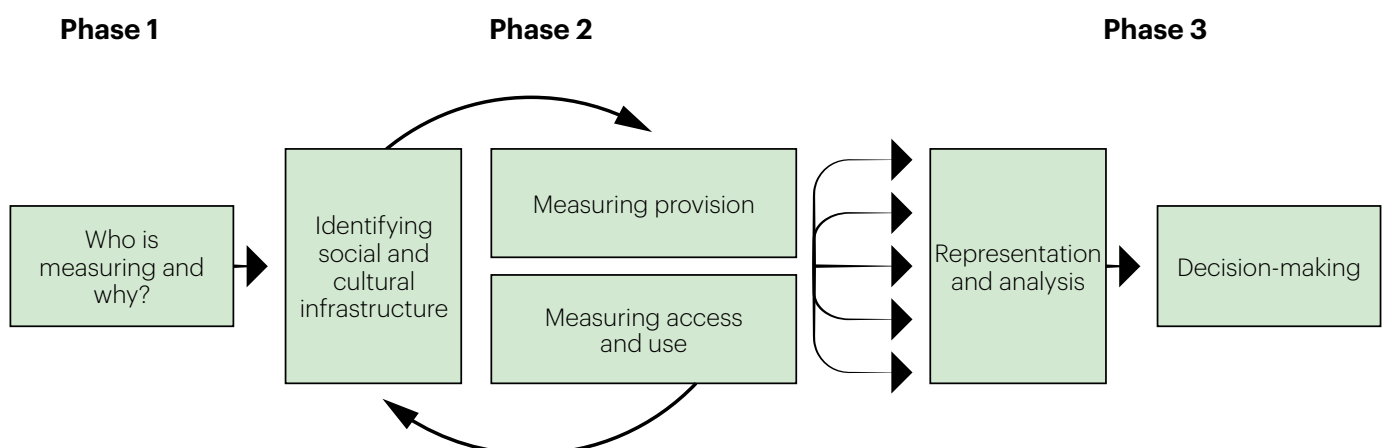 Phase 1
Phase 2
Phase 3
Who is
measuring and
why?
Identifying
social and
cultural
infrastructure
Measuring provision
Measuring access
and use
Representation
and analysis
Decision-making